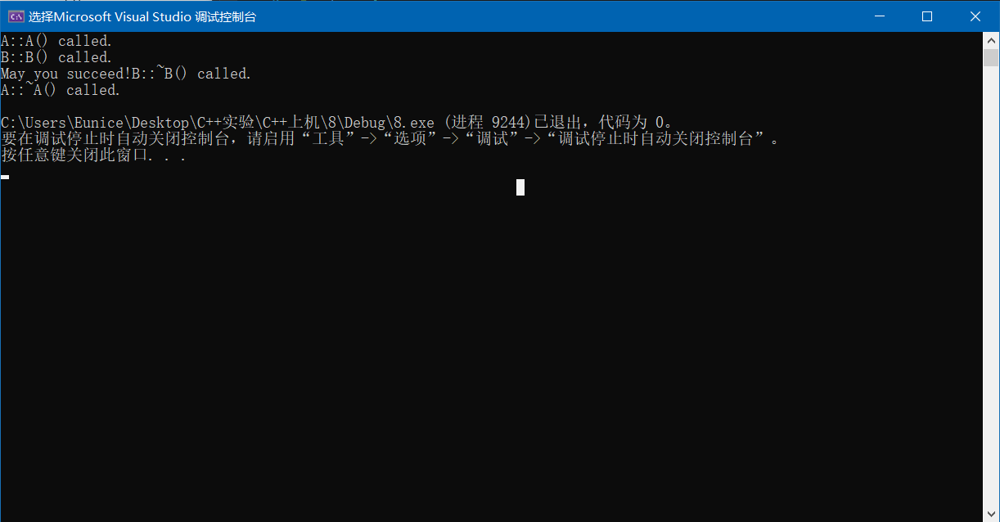 选择Microsoft Visual Studio 调试控制台
A::A() called.
B::B() called.
May you succeed!B::~B() called.
A::~A() called.
C:\Users\Eunice\Desktop\C++实验\C++上机\8\Debug\8.exe (进程 9244)已退出，代码为 0。
要在调试停止时自动关闭控制台，请启用“工具”->“选项”->“调试”->“调试停止时自动关闭控制台”。
按任意键关闭此窗口. . .